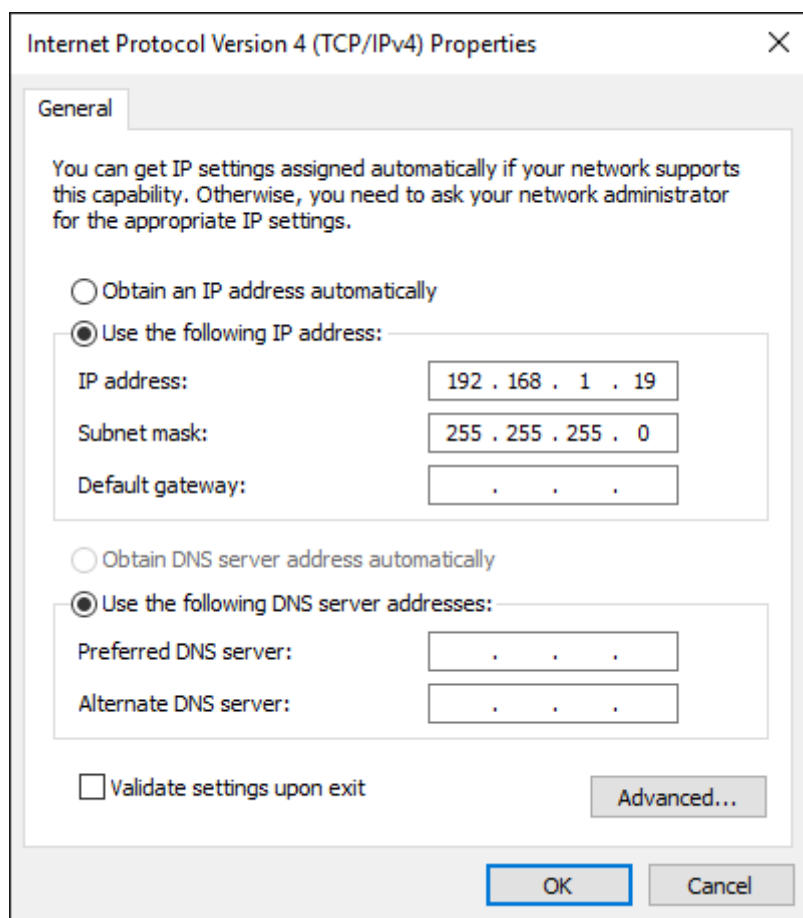 Internet Protocol Version 4 (TCP/IPv4) Properties
General
You can get IP settings assigned automatically if your network supports
this capability. Otherwise, you need to ask your network administrator
for the appropriate IP settings.
Obtain an IP address automatically
Use the following IP address:
IP address: 192 . 168 . 1 . 19
Subnet mask: 255 . 255 . 255 . 0
Default gateway: . . .
Obtain DNS server address automatically
Use the following DNS server addresses:
Preferred DNS server: . . .
Alternate DNS server: . . .
Validate settings upon exit
Advanced...
OK Cancel